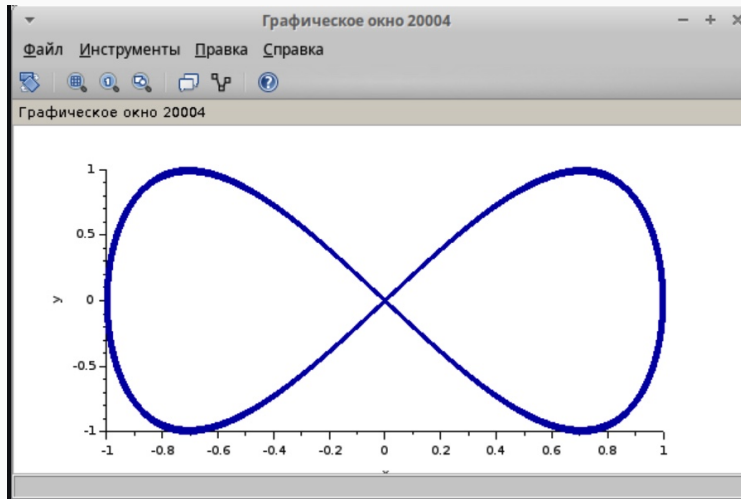 Графическое окно 20004
Файл Инструменты Правка Справка
Графическое окно 20004
1
0.5
y
0
-0.5
-1
-1 -0.8 -0.6 -0.4 -0.2 0 0.2 0.4 0.6 0.8 1